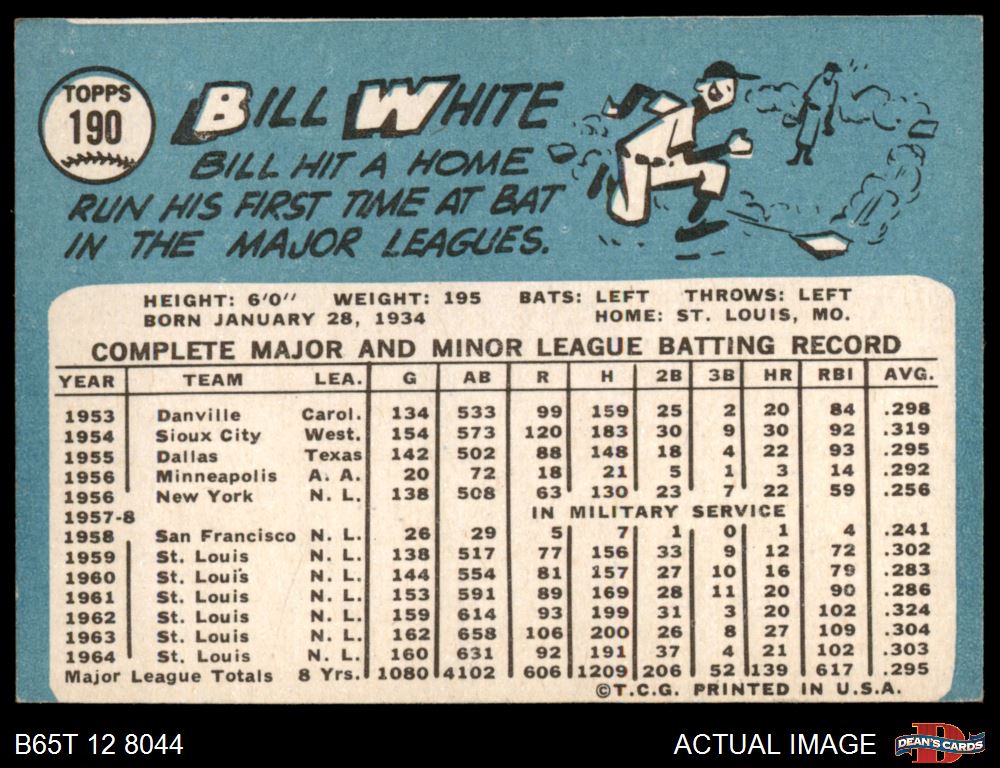 TOPPS
190
BILL WHITE
BILL HIT A HOME
RUN HIS FIRST TIME AT BAT
IN THE MAJOR LEAGUES.
HEIGHT: 6'0" WEIGHT: 195 BATS: LEFT THROWS: LEFT
BORN JANUARY 28, 1934 HOME: ST. LOUIS, MO.
COMPLETE MAJOR AND MINOR LEAGUE BATTING RECORD
YEAR TEAM LEA. G AB R H 2B 3B HR RBI AVG.
1953 Danville Carol. 134 533 99 159 25 2 20 84 .298
1954 Sioux City West. 154 573 120 183 30 9 30 92 .319
1955 Dallas Texas 142 502 88 148 18 4 22 93 .295
1956 Minneapolis A. A. 20 72 18 21 5 1 3 14 .292
1956 New York N. L. 138 508 63 130 23 7 22 59 .256
1957-8 IN MILITARY SERVICE
1958 San Francisco N. L. 26 29 5 7 1 0 1 4 .241
1959 St. Louis N. L. 138 517 77 156 33 9 12 72 .302
1960 St. Louis N. L. 144 554 81 157 27 10 16 79 .283
1961 St. Louis N. L. 153 591 89 169 28 11 20 90 .286
1962 St. Louis N. L. 159 614 93 199 31 3 20 102 .324
1963 St. Louis N. L. 162 658 106 200 26 8 27 109 .304
1964 St. Louis N. L. 160 631 92 191 37 4 21 102 .303
Major League Totals 8 Yrs. 1080 4102 606 1209 206 52 139 617 .295
©T.C.G. PRINTED IN U.S.A.
B65T 12 8044 ACTUAL IMAGE DEAN'S CARDS